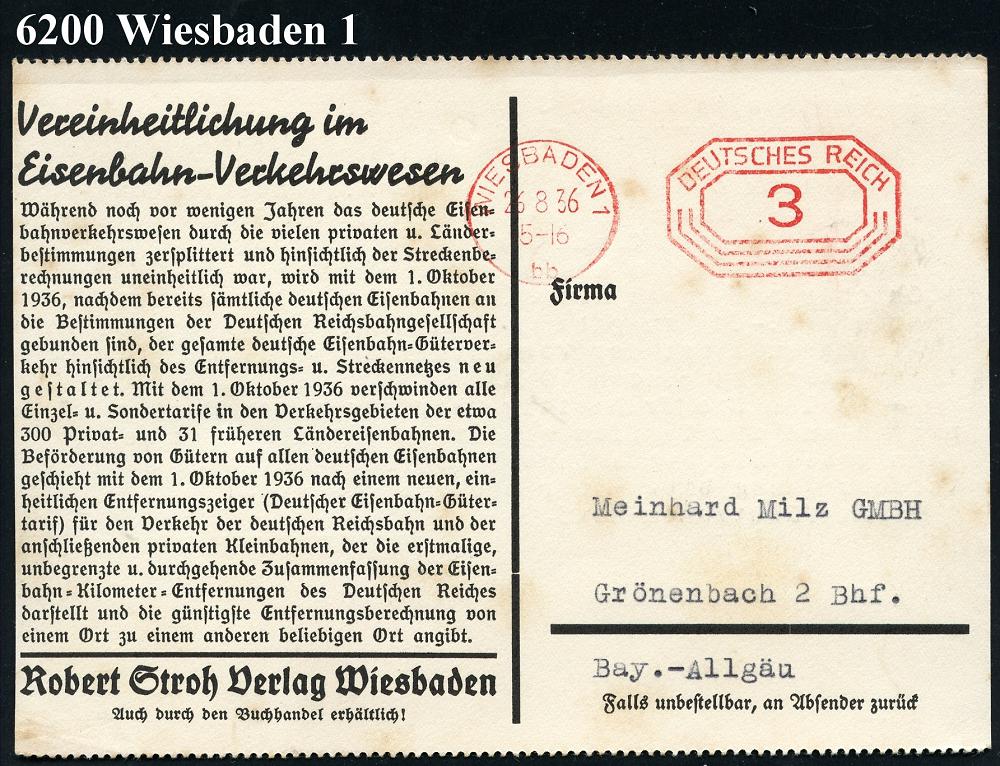 6200 Wiesbaden 1
Vereinheitlichung im
Eisenbahn-Verkehrswesen
Während noch vor wenigen Jahren das deutsche Eisen-
bahnverkehrswesen durch die vielen privaten u. Länder-
bestimmungen zersplittert und hinsichtlich der Streckenbe-
rechnungen uneinheitlich war, wird mit dem 1. Oktober
1936, nachdem bereits sämtliche deutschen Eisenbahnen an
die Bestimmungen der Deutschen Reichsbahngesellschaft
gebunden sind, der gesamte deutsche Eisenbahn-Güterver-
kehr hinsichtlich des Entfernungs- u. Streckennetzes neu
gestaltet. Mit dem 1. Oktober 1936 verschwinden alle
Einzel- u. Sondertarife in den Verkehrsgebieten der etwa
300 Privat- und 31 früheren Ländereisenbahnen. Die
Beförderung von Gütern auf allen deutschen Eisenbahnen
geschieht mit dem 1. Oktober 1936 nach einem neuen, ein-
heitlichen Entfernungszeiger (Deutscher Eisenbahn-Güter-
tarif) für den Verkehr der deutschen Reichsbahn und der
anschließenden privaten Kleinbahnen, der die erstmalige,
unbegrenzte u. durchgehende Zusammenfassung der Eisen-
bahn-Kilometer-Entfernungen des Deutschen Reiches
darstellt und die günstigste Entfernungsberechnung von
einem Ort zu einem anderen beliebigen Ort angibt.
Robert Stroh Verlag Wiesbaden
Auch durch den Buchhandel erhältlich!
WIESBADEN 1
26 8 36
15-16
bb
DEUTSCHES REICH
3
Firma
Meinhard Milz GMBH
Grönenbach 2 Bhf.
Bay.-Allgäu
Falls unbestellbar, an Absender zurück